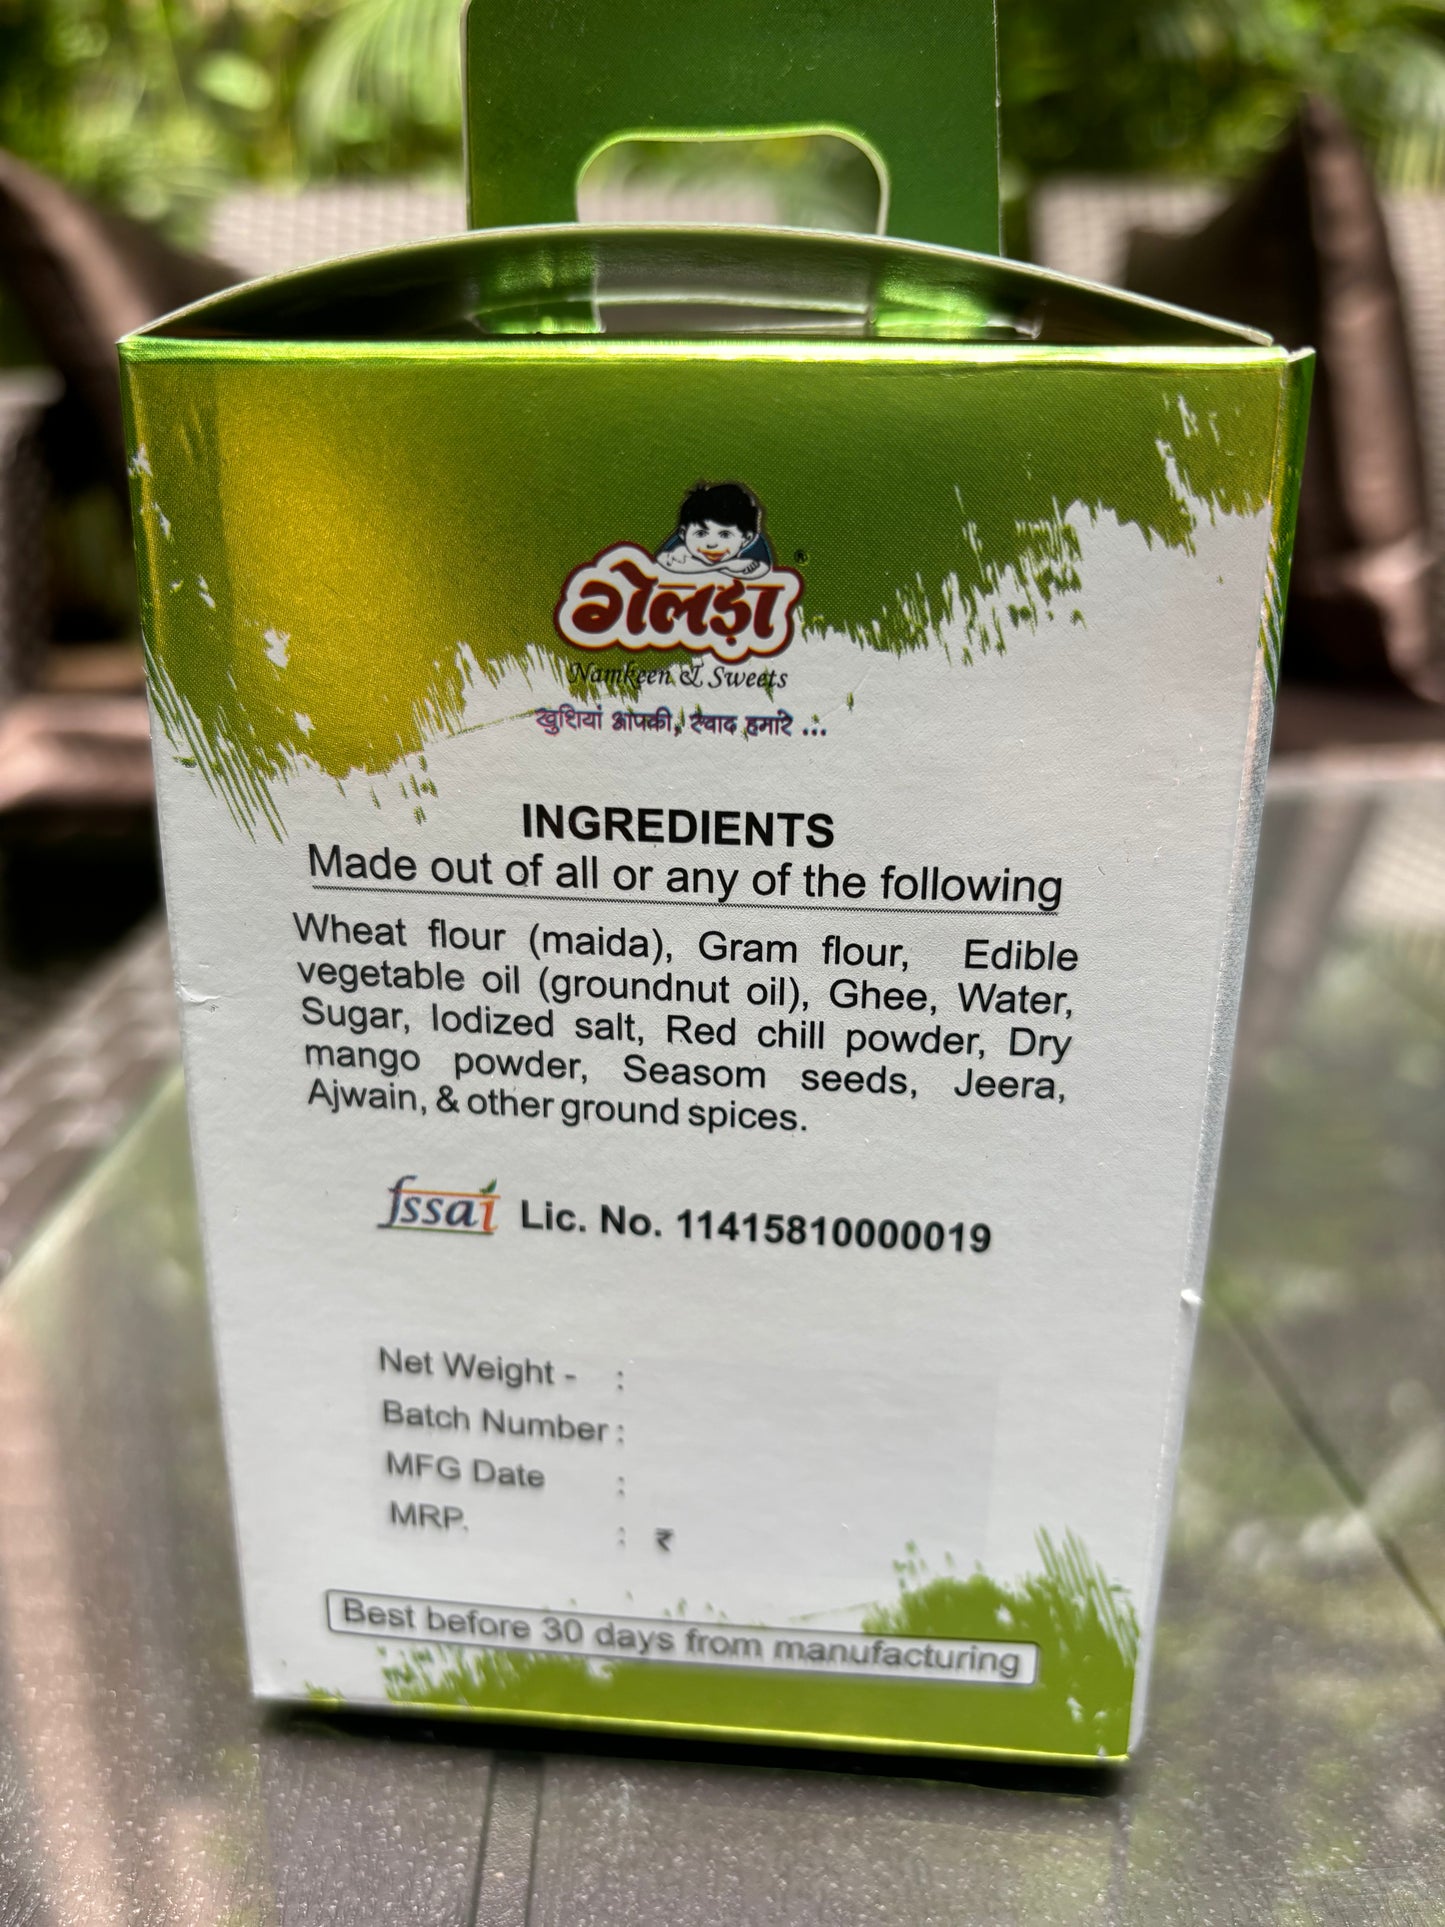 गेलड़ा
®
Namkeen & Sweets
खुशियां आपकी, स्वाद हमारे ...
INGREDIENTS
Made out of all or any of the following
Wheat flour (maida), Gram flour, Edible
vegetable oil (groundnut oil), Ghee, Water,
Sugar, Iodized salt, Red chill powder, Dry
mango powder, Seasom seeds, Jeera,
Ajwain, & other ground spices.
fssai Lic. No. 11415810000019
Net Weight - :
Batch Number :
MFG Date :
MRP. : ₹
Best before 30 days from manufacturing